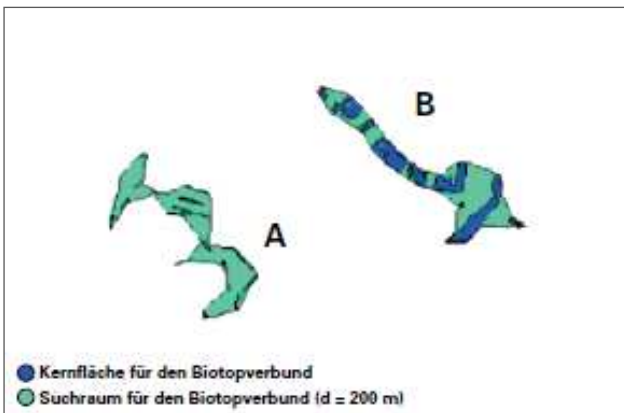 B
A
Kernfläche für den Biotopverbund
Suchraum für den Biotopverbund (d = 200 m)